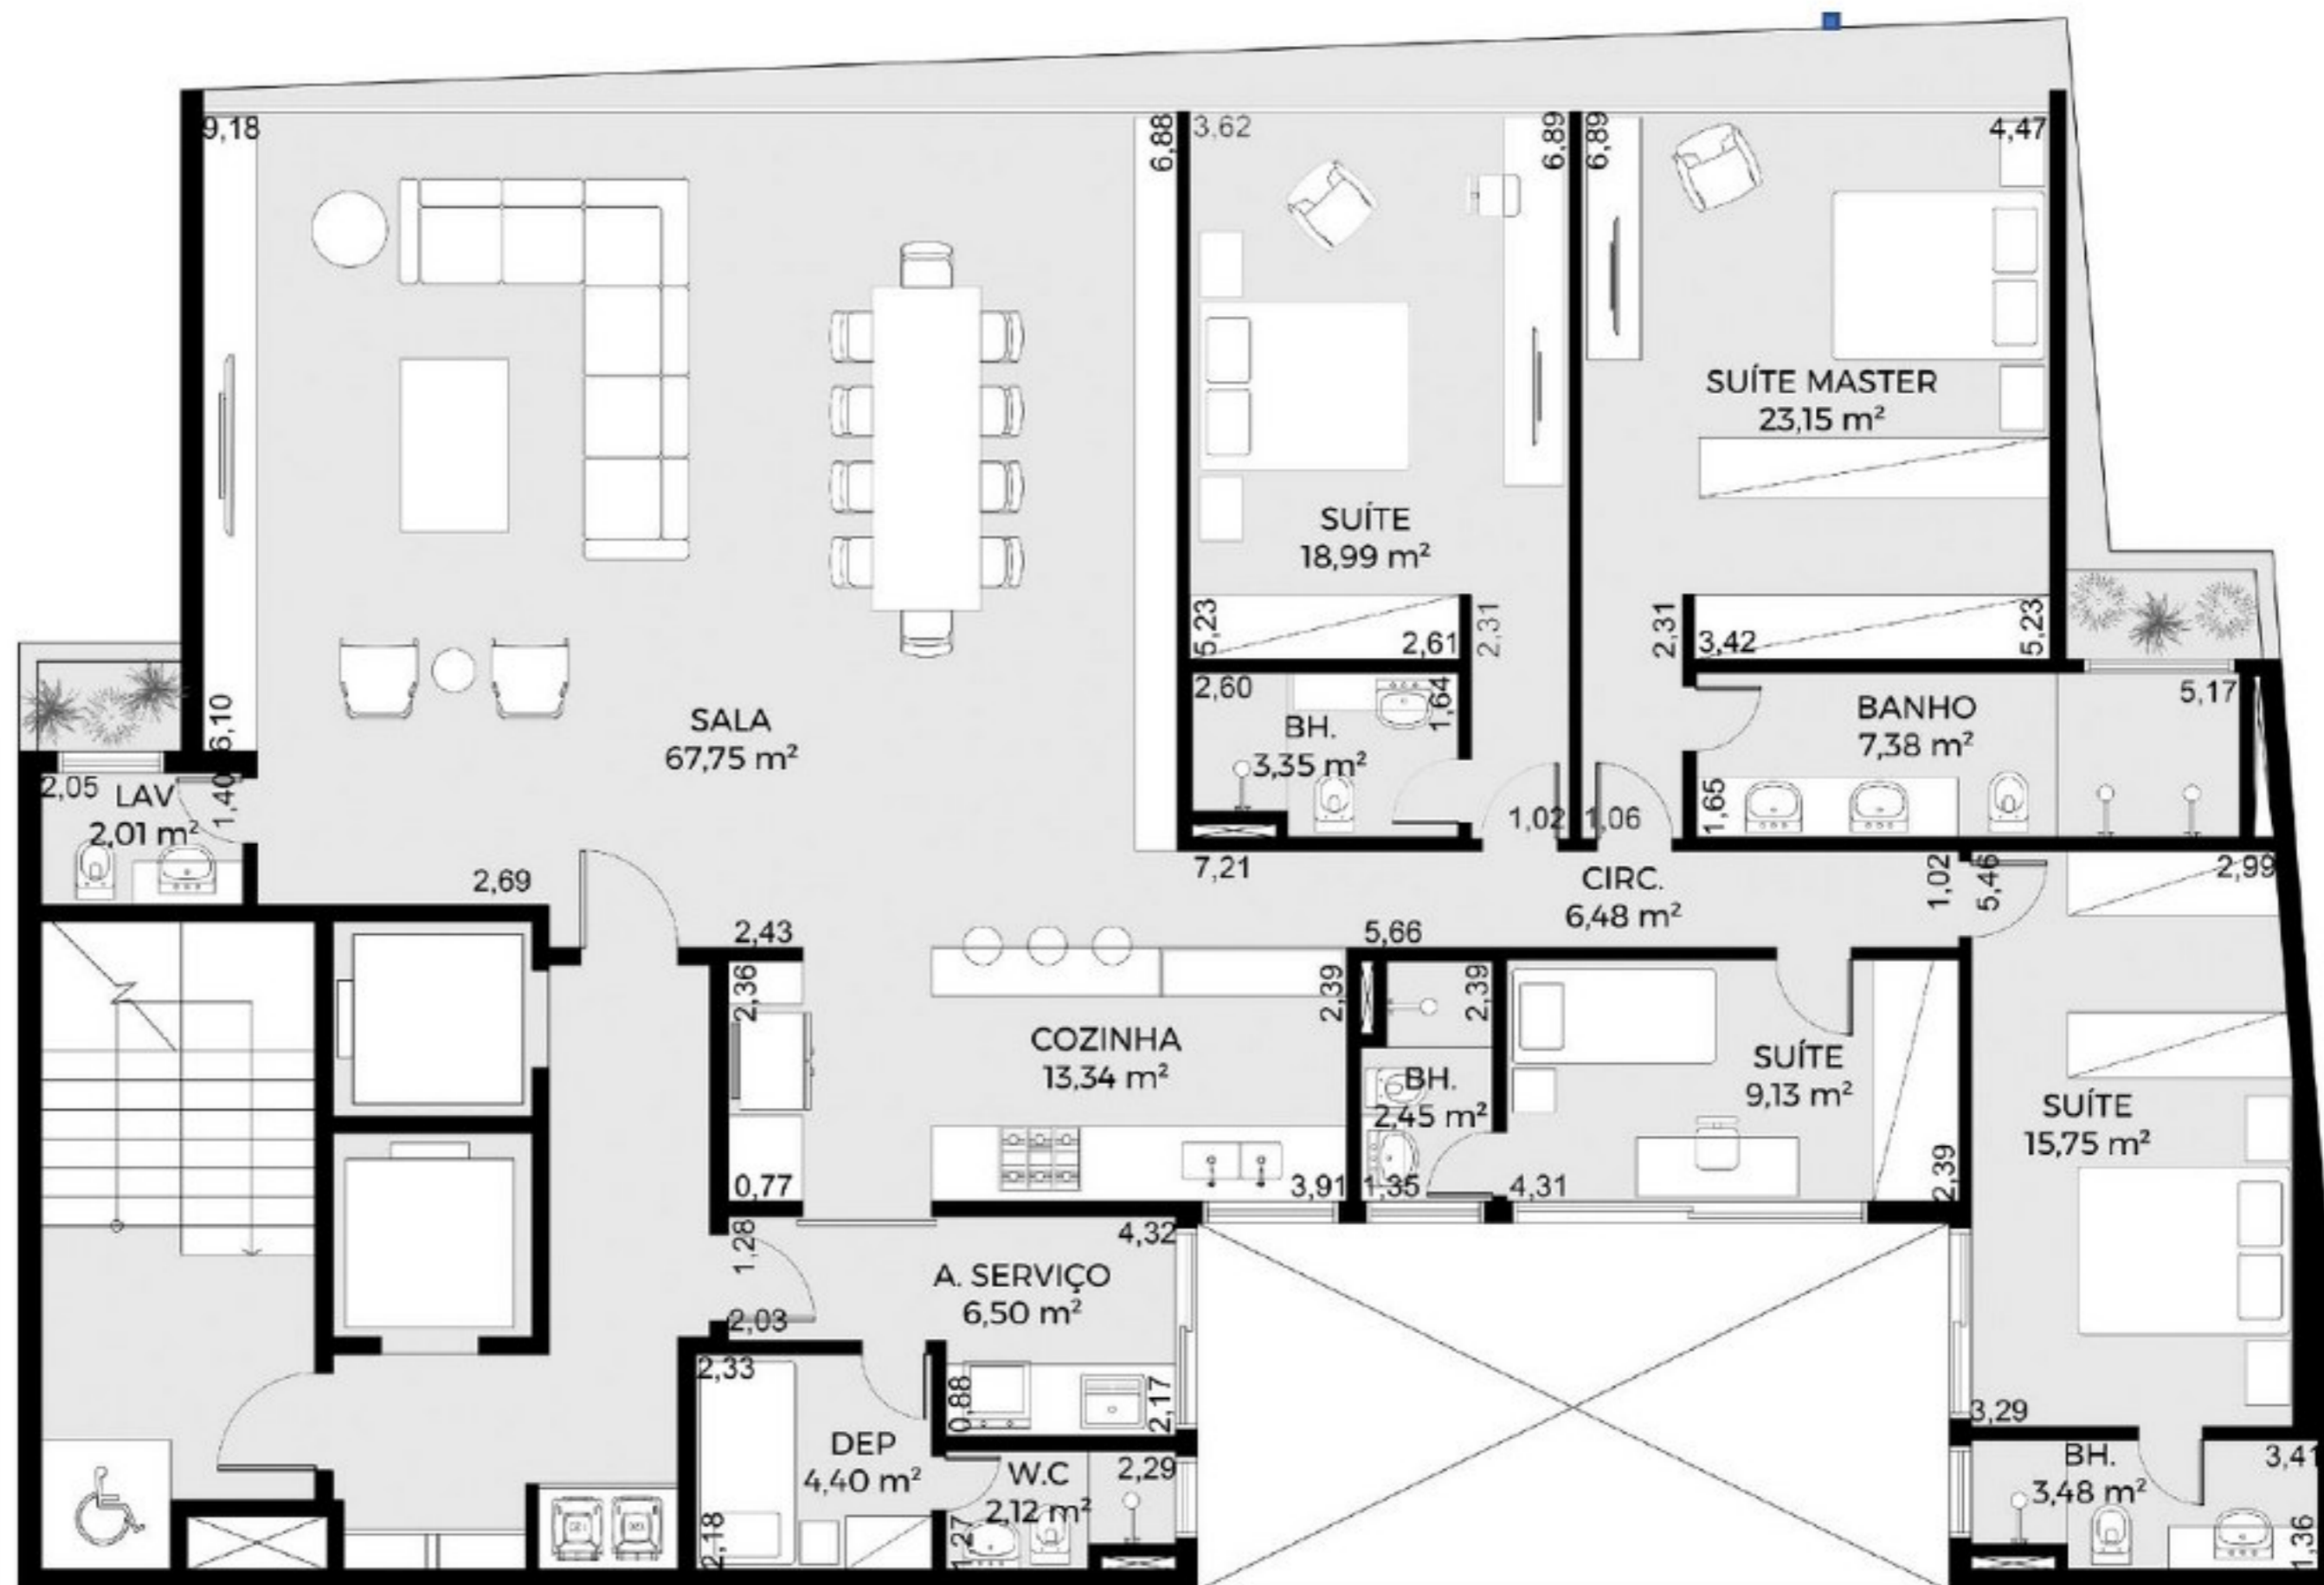 9,18
6,88
3,62
6,89
6,89
4,47
SUÍTE MASTER
23,15 m²
SUÍTE
18,99 m²
5,23
2,61
2,31
2,31
3,42
5,23
2,60
1,64
BH.
3,35 m²
BANHO
7,38 m²
5,17
1,65
SALA
67,75 m²
6,10
2,05
LAV
2,01 m²
1,40
1,02
1,06
2,69
7,21
CIRC.
6,48 m²
1,02
5,46
2,99
2,43
5,66
2,36
2,39
2,39
COZINHA
13,34 m²
BH.
2,45 m²
SUÍTE
9,13 m²
SUÍTE
15,75 m²
0,77
3,91
1,35
4,31
2,39
1,28
4,32
A. SERVIÇO
6,50 m²
2,03
2,33
0,88
2,17
3,29
DEP
4,40 m²
W.C
2,12 m²
2,29
BH.
3,48 m²
3,41
2,18
1,27
1,36